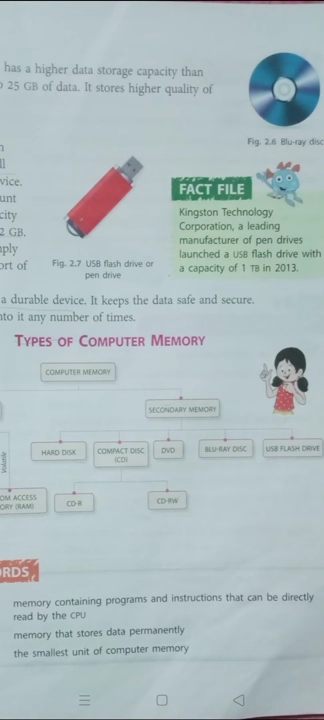 has a higher data storage capacity than
25 GB of data. It stores higher quality of
Fig. 2.6 Blu-ray disc
vice.
city
2 GB.
ort of
Fig. 2.7 USB flash drive or
pen drive
FACT FILE
Kingston Technology
Corporation, a leading
manufacturer of pen drives
launched a USB flash drive with
a capacity of 1 TB in 2013.
a durable device. It keeps the data safe and secure.
nto it any number of times.
TYPES OF COMPUTER MEMORY
COMPUTER MEMORY
SECONDARY MEMORY
Volatile
HARD DISK
COMPACT DISC
(CD)
DVD
BLU-RAY DISC
USB FLASH DRIVE
OM ACCESS
ORY (RAM)
CD-R
CD-RW
RDS
memory containing programs and instructions that can be directly
read by the CPU
memory that stores data permanently
the smallest unit of computer memory